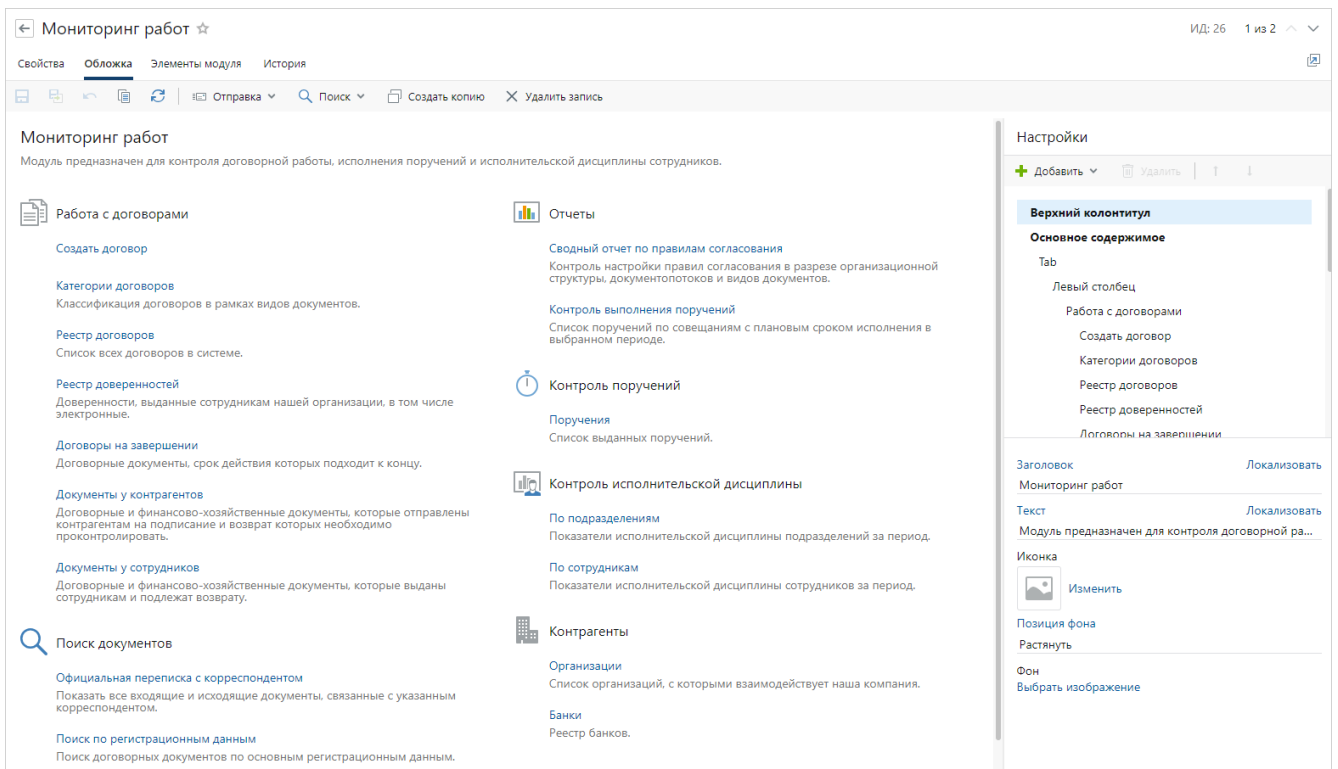 Мониторинг работ
ИД: 26 1 из 2
Свойства Обложка Элементы модуля История
Отправка Поиск Создать копию Удалить запись
Мониторинг работ
Модуль предназначен для контроля договорной работы, исполнения поручений и исполнительской дисциплины сотрудников.
Работа с договорами
Создать договор
Категории договоров
Классификация договоров в рамках видов документов.
Реестр договоров
Список всех договоров в системе.
Реестр доверенностей
Доверенности, выданные сотрудникам нашей организации, в том числе
электронные.
Договоры на завершении
Договорные документы, срок действия которых подходит к концу.
Документы у контрагентов
Договорные и финансово-хозяйственные документы, которые отправлены
контрагентам на подписание и возврат которых необходимо
проконтролировать.
Документы у сотрудников
Договорные и финансово-хозяйственные документы, которые выданы
сотрудникам и подлежат возврату.
Поиск документов
Официальная переписка с корреспондентом
Показать все входящие и исходящие документы, связанные с указанным
корреспондентом.
Поиск по регистрационным данным
Поиск договорных документов по основным регистрационным данным.
Отчеты
Сводный отчет по правилам согласования
Контроль настройки правил согласования в разрезе организационной
структуры, документопотоков и видов документов.
Контроль выполнения поручений
Список поручений по совещаниям с плановым сроком исполнения в
выбранном периоде.
Контроль поручений
Поручения
Список выданных поручений.
Контроль исполнительской дисциплины
По подразделениям
Показатели исполнительской дисциплины подразделений за период.
По сотрудникам
Показатели исполнительской дисциплины сотрудников за период.
Контрагенты
Организации
Список организаций, с которыми взаимодействует наша компания.
Банки
Реестр банков.
Настройки
Добавить Удалить
Верхний колонтитул
Основное содержимое
Tab
Левый столбец
Работа с договорами
Создать договор
Категории договоров
Реестр договоров
Реестр доверенностей
Договоры на завершении
Заголовок Локализовать
Мониторинг работ
Текст Локализовать
Модуль предназначен для контроля договорной ра...
Иконка
Изменить
Позиция фона
Растянуть
Фон
Выбрать изображение